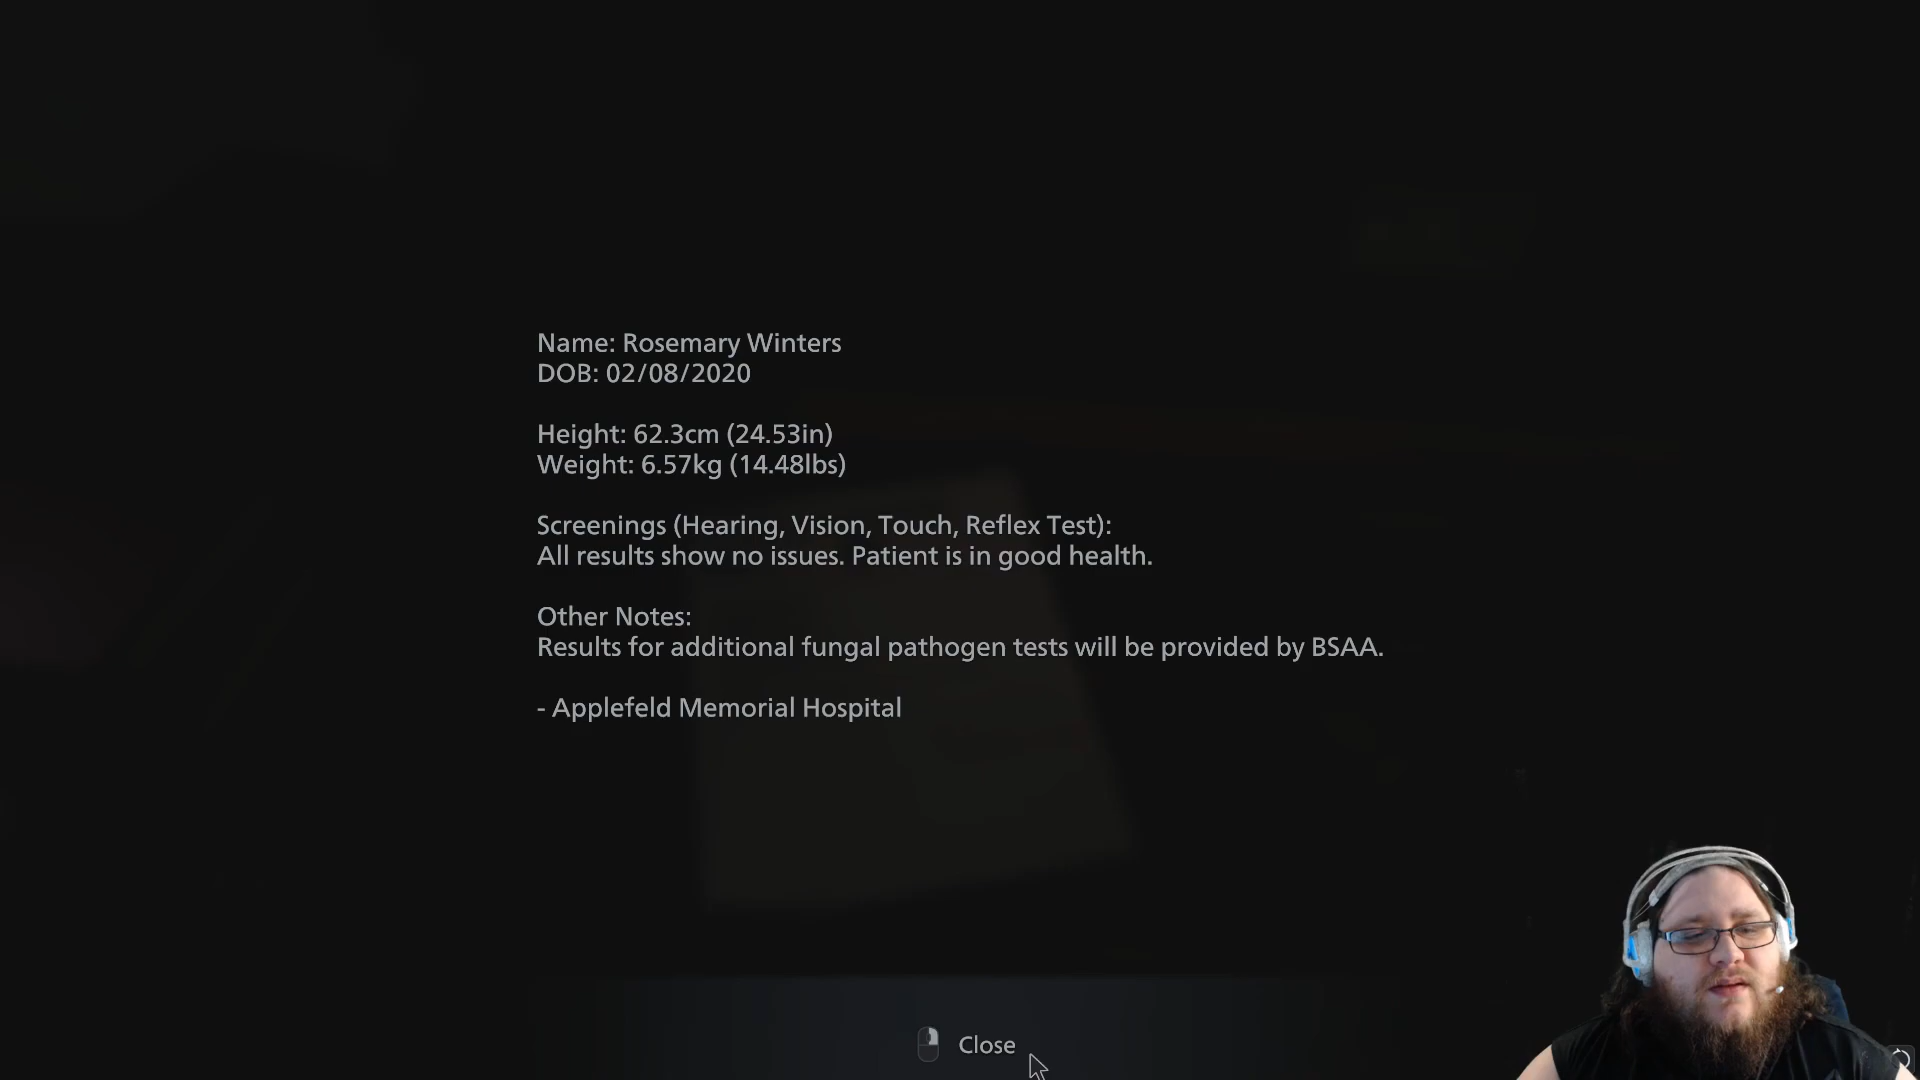 Name: Rosemary Winters
DOB: 02/08/2020
Height: 62.3cm (24.53in)
Weight: 6.57kg (14.48lbs)
Screenings (Hearing, Vision, Touch, Reflex Test):
All results show no issues. Patient is in good health.
Other Notes:
Results for additional fungal pathogen tests will be provided by BSAA.
- Applefeld Memorial Hospital
Close